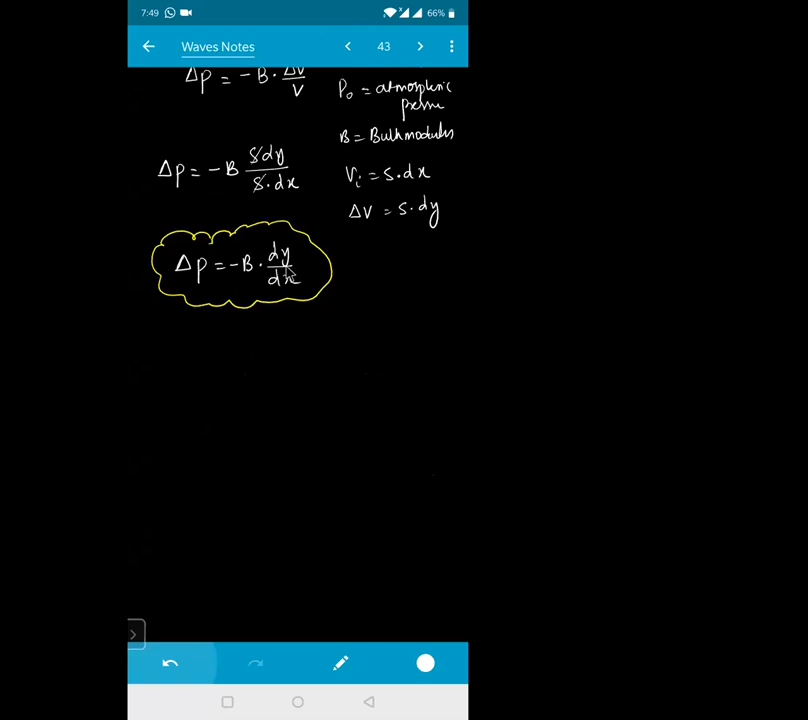 7:49 66%
Waves Notes 43
Δp = −B · ΔV/V
P₀ = atmospheric
pressure
B = Bulk modulus
Δp = −B Sdy/S·dx
Vᵢ = S·dx
ΔV = S·dy
Δp = −B · dy/dx